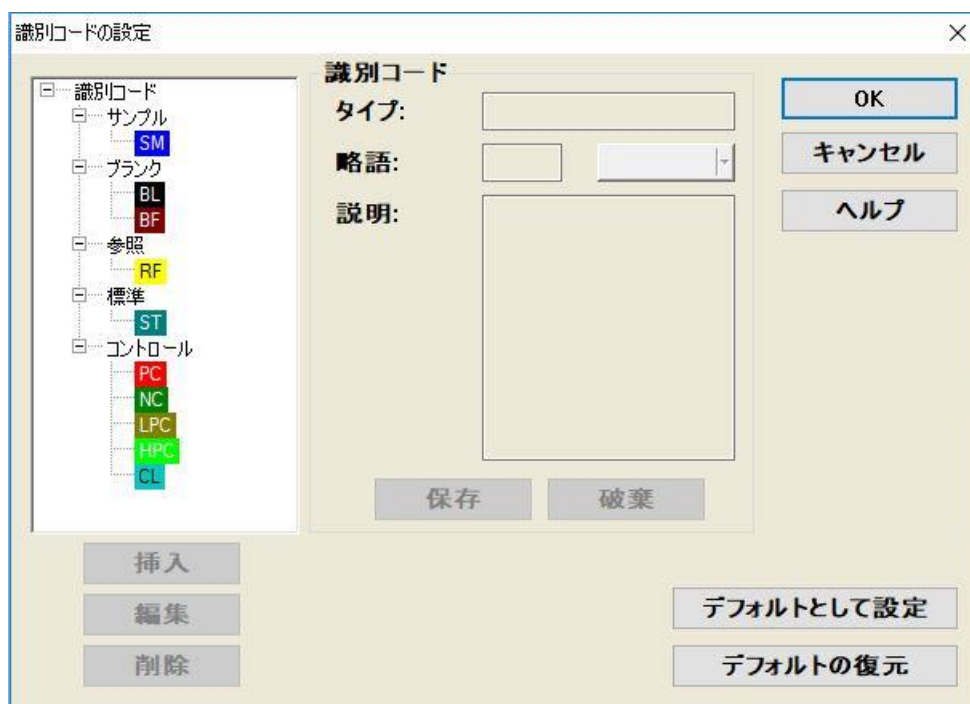 識別コードの設定
識別コード
サンプル
SM
ブランク
BL
BF
参照
RF
標準
ST
コントロール
PC
NC
LPC
HPC
CL
挿入
編集
削除
識別コード
タイプ:
略語:
説明:
保存
破棄
OK
キャンセル
ヘルプ
デフォルトとして設定
デフォルトの復元